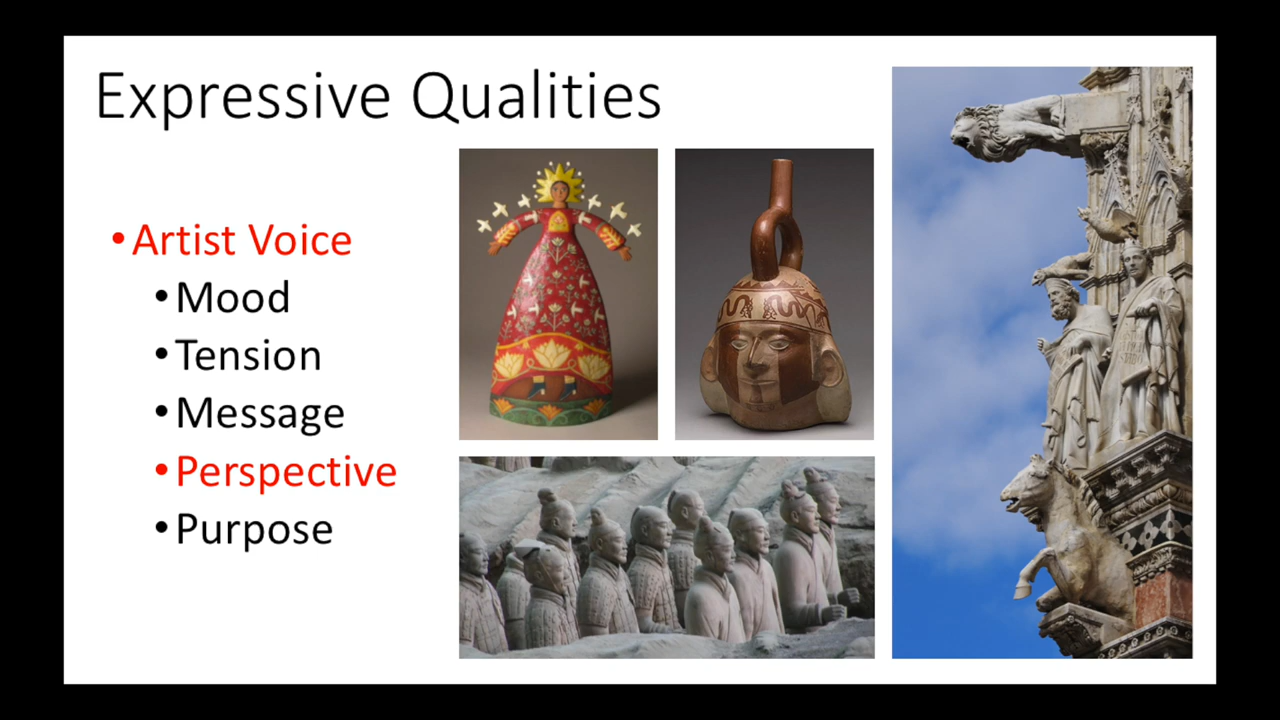 Expressive Qualities
•Artist Voice
•Mood
•Tension
•Message
•Perspective
•Purpose